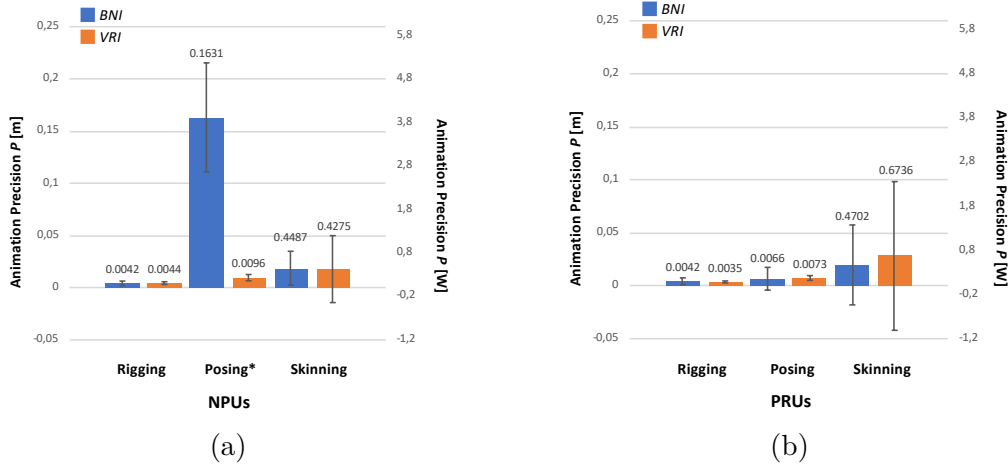 BNI
VRI
0,25
0,2
0,15
0,1
0,05
0
-0,05
Animation Precision P [m]
5,8
4,8
3,8
2,8
1,8
0,8
-0,2
-1,2
Animation Precision P [W]
0.0042
0.0044
0.1631
0.0096
0.4487
0.4275
Rigging
Posing*
Skinning
NPUs
(a)
BNI
VRI
0,25
0,2
0,15
0,1
0,05
0
-0,05
Animation Precision P [m]
5,8
4,8
3,8
2,8
1,8
0,8
-0,2
-1,2
Animation Precision P [W]
0.0042
0.0035
0.0066
0.0073
0.4702
0.6736
Rigging
Posing
Skinning
PRUs
(b)